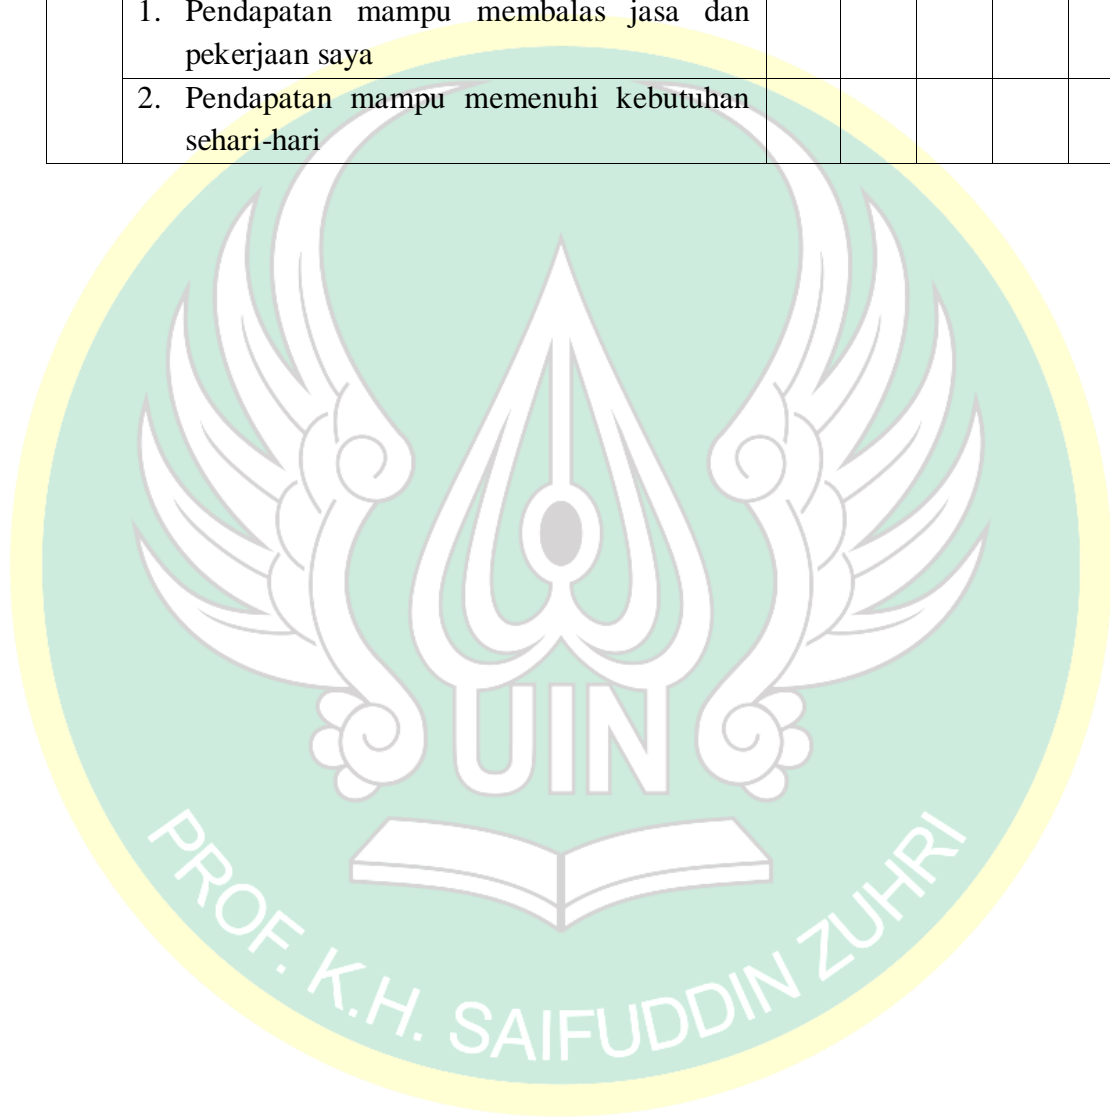 1. Pendapatan mampu membalas jasa dan
pekerjaan saya
2. Pendapatan mampu memenuhi kebutuhan
sehari-hari
UIN
PROF. K.H. SAIFUDDIN ZUHRI